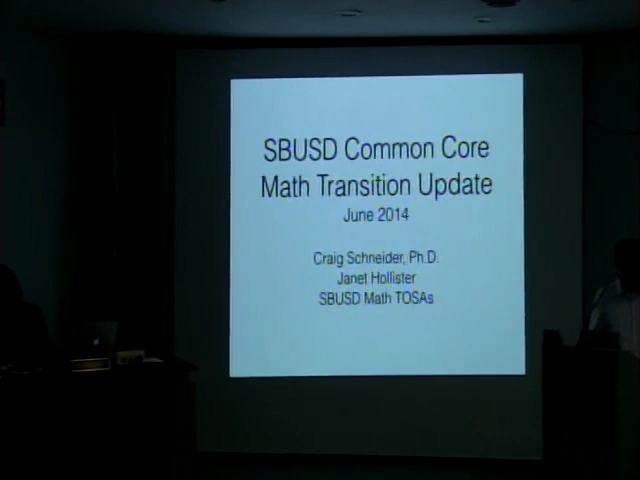 SBUSD Common Core
Math Transition Update
June 2014
Craig Schneider, Ph.D.
Janet Hollister
SBUSD Math TOSAs